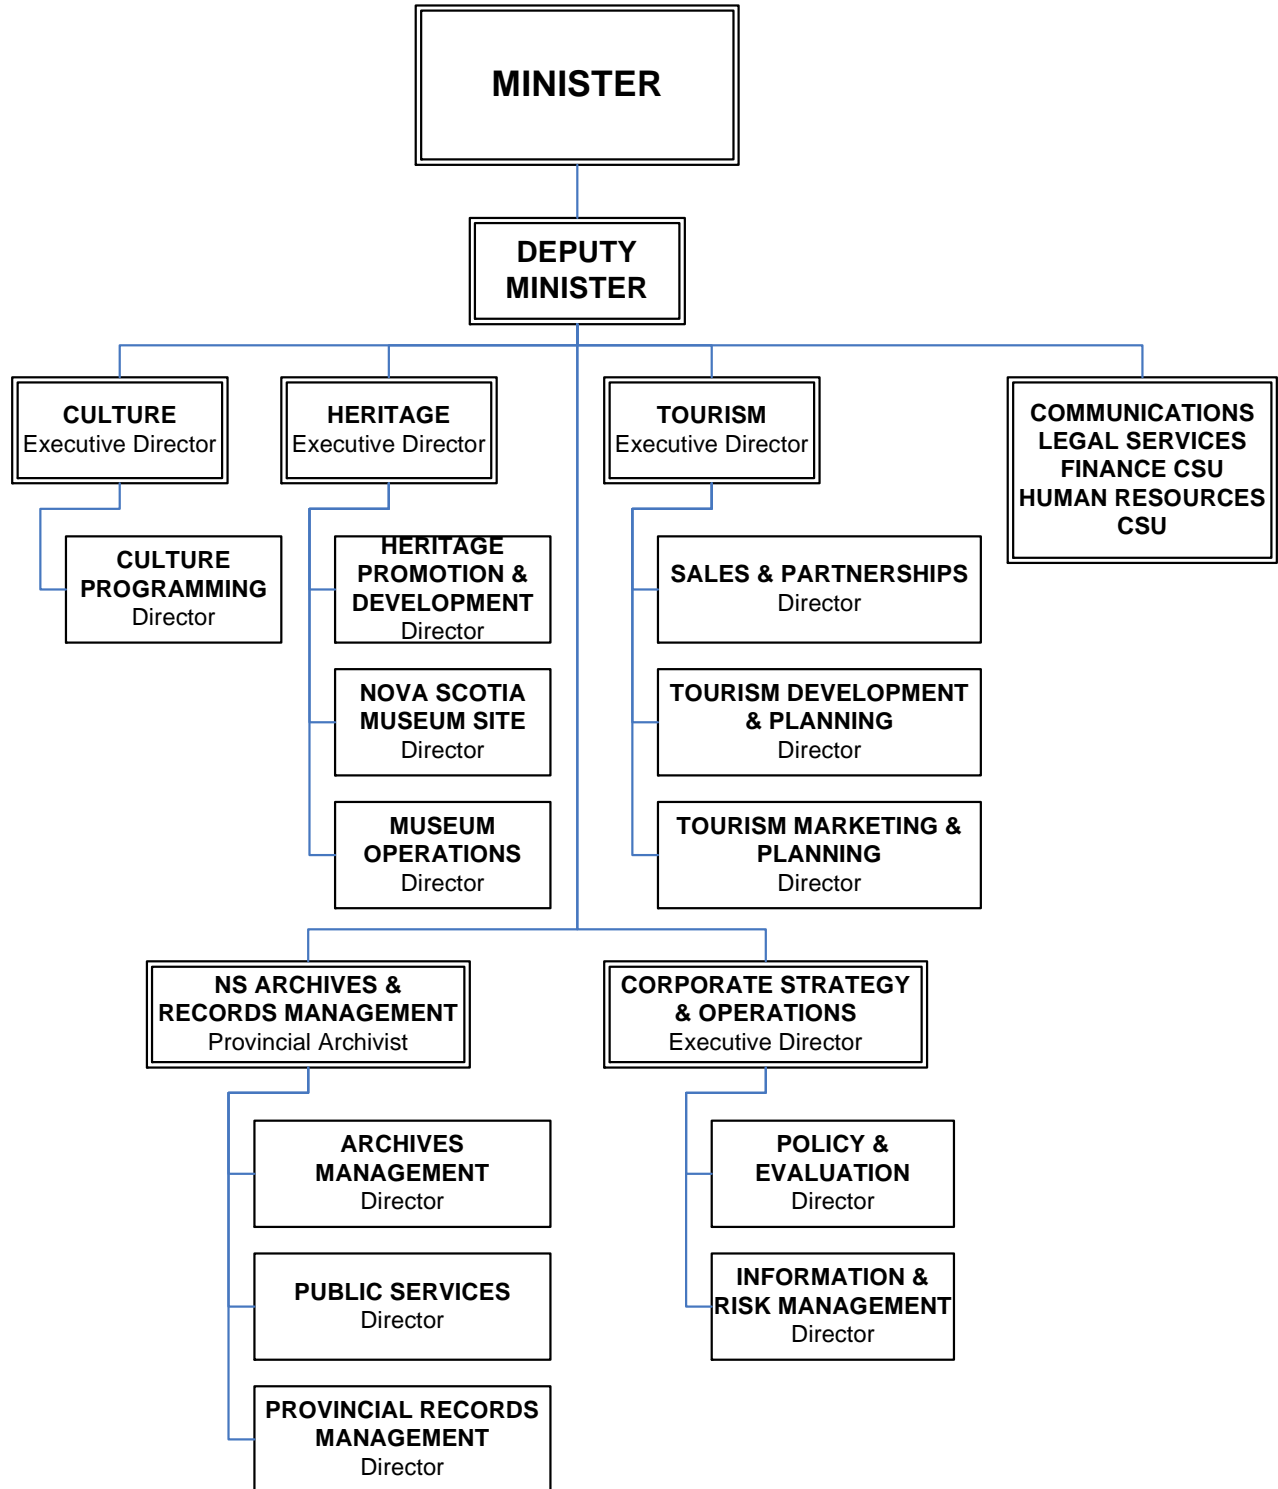 MINISTER
DEPUTY
MINISTER
CULTURE
Executive Director
HERITAGE
Executive Director
TOURISM
Executive Director
COMMUNICATIONS
LEGAL SERVICES
FINANCE CSU
HUMAN RESOURCES
CSU
CULTURE
PROGRAMMING
Director
HERITAGE
PROMOTION &
DEVELOPMENT
Director
NOVA SCOTIA
MUSEUM SITE
Director
MUSEUM
OPERATIONS
Director
SALES & PARTNERSHIPS
Director
TOURISM DEVELOPMENT
& PLANNING
Director
TOURISM MARKETING &
PLANNING
Director
NS ARCHIVES &
RECORDS MANAGEMENT
Provincial Archivist
CORPORATE STRATEGY
& OPERATIONS
Executive Director
ARCHIVES
MANAGEMENT
Director
PUBLIC SERVICES
Director
PROVINCIAL RECORDS
MANAGEMENT
Director
POLICY &
EVALUATION
Director
INFORMATION &
RISK MANAGEMENT
Director